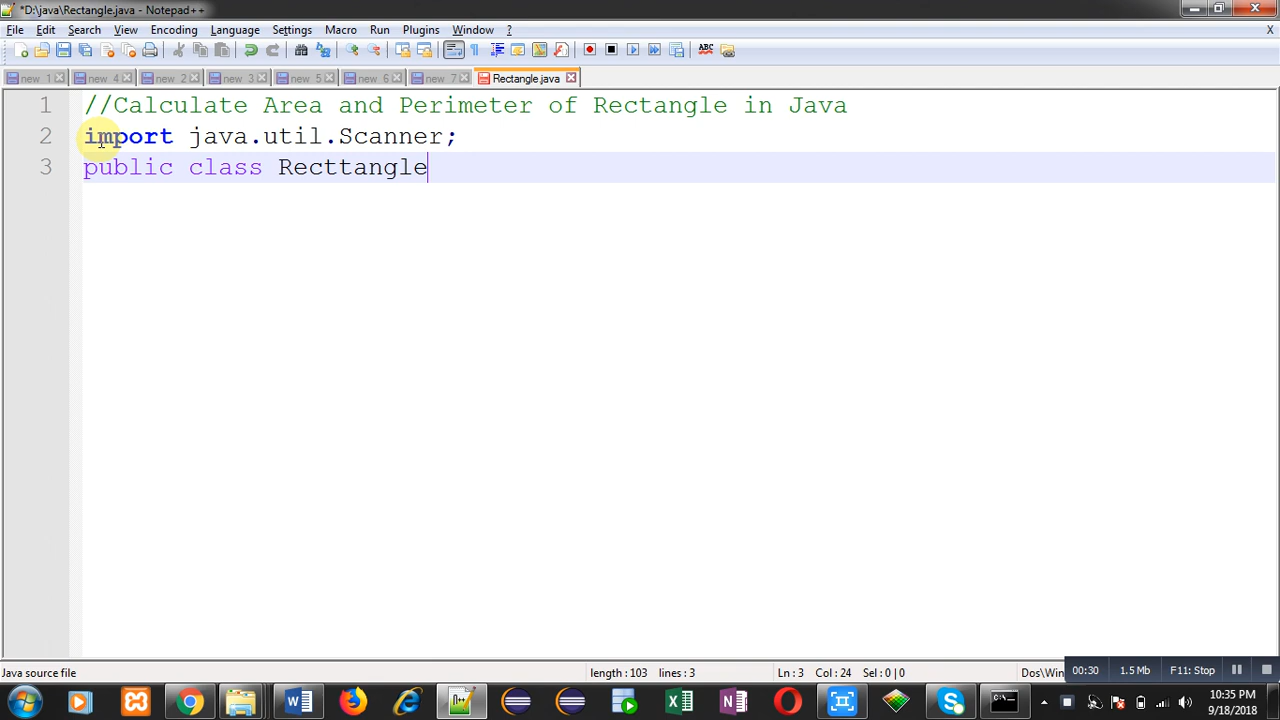 *D:\java\Rectangle.java - Notepad++
File Edit Search View Encoding Language Settings Macro Run Plugins Window ? X
new 1 new 4 new 2 new 3 new 5 new 6 new 7 Rectangle.java
1 //Calculate Area and Perimeter of Rectangle in Java
2 import java.util.Scanner;
3 public class Recttangle
Java source file length : 103 lines : 3 Ln : 3 Col : 24 Sel : 0 | 0 Dos\Win 00:30 1.5 Mb F11: Stop
10:35 PM
9/18/2018